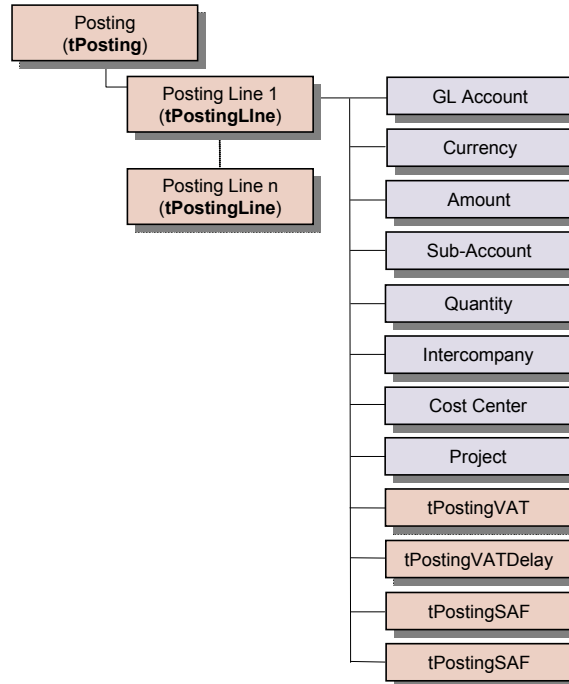 Posting
(tPosting)
Posting Line 1
(tPostingLIne)
Posting Line n
(tPostingLine)
GL Account
Currency
Amount
Sub-Account
Quantity
Intercompany
Cost Center
Project
tPostingVAT
tPostingVATDelay
tPostingSAF
tPostingSAF